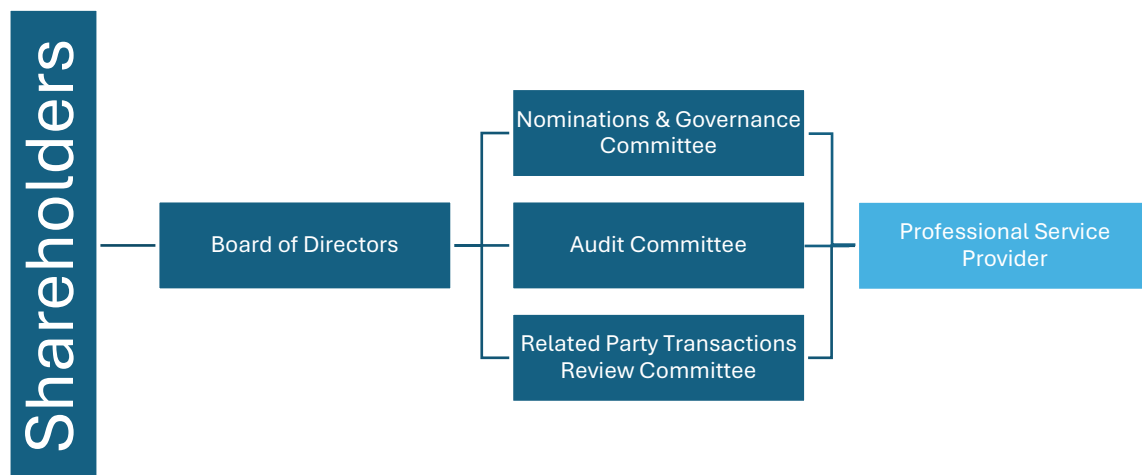 Shareholders
Board of Directors
Nominations & Governance
Committee
Audit Committee
Related Party Transactions
Review Committee
Professional Service
Provider